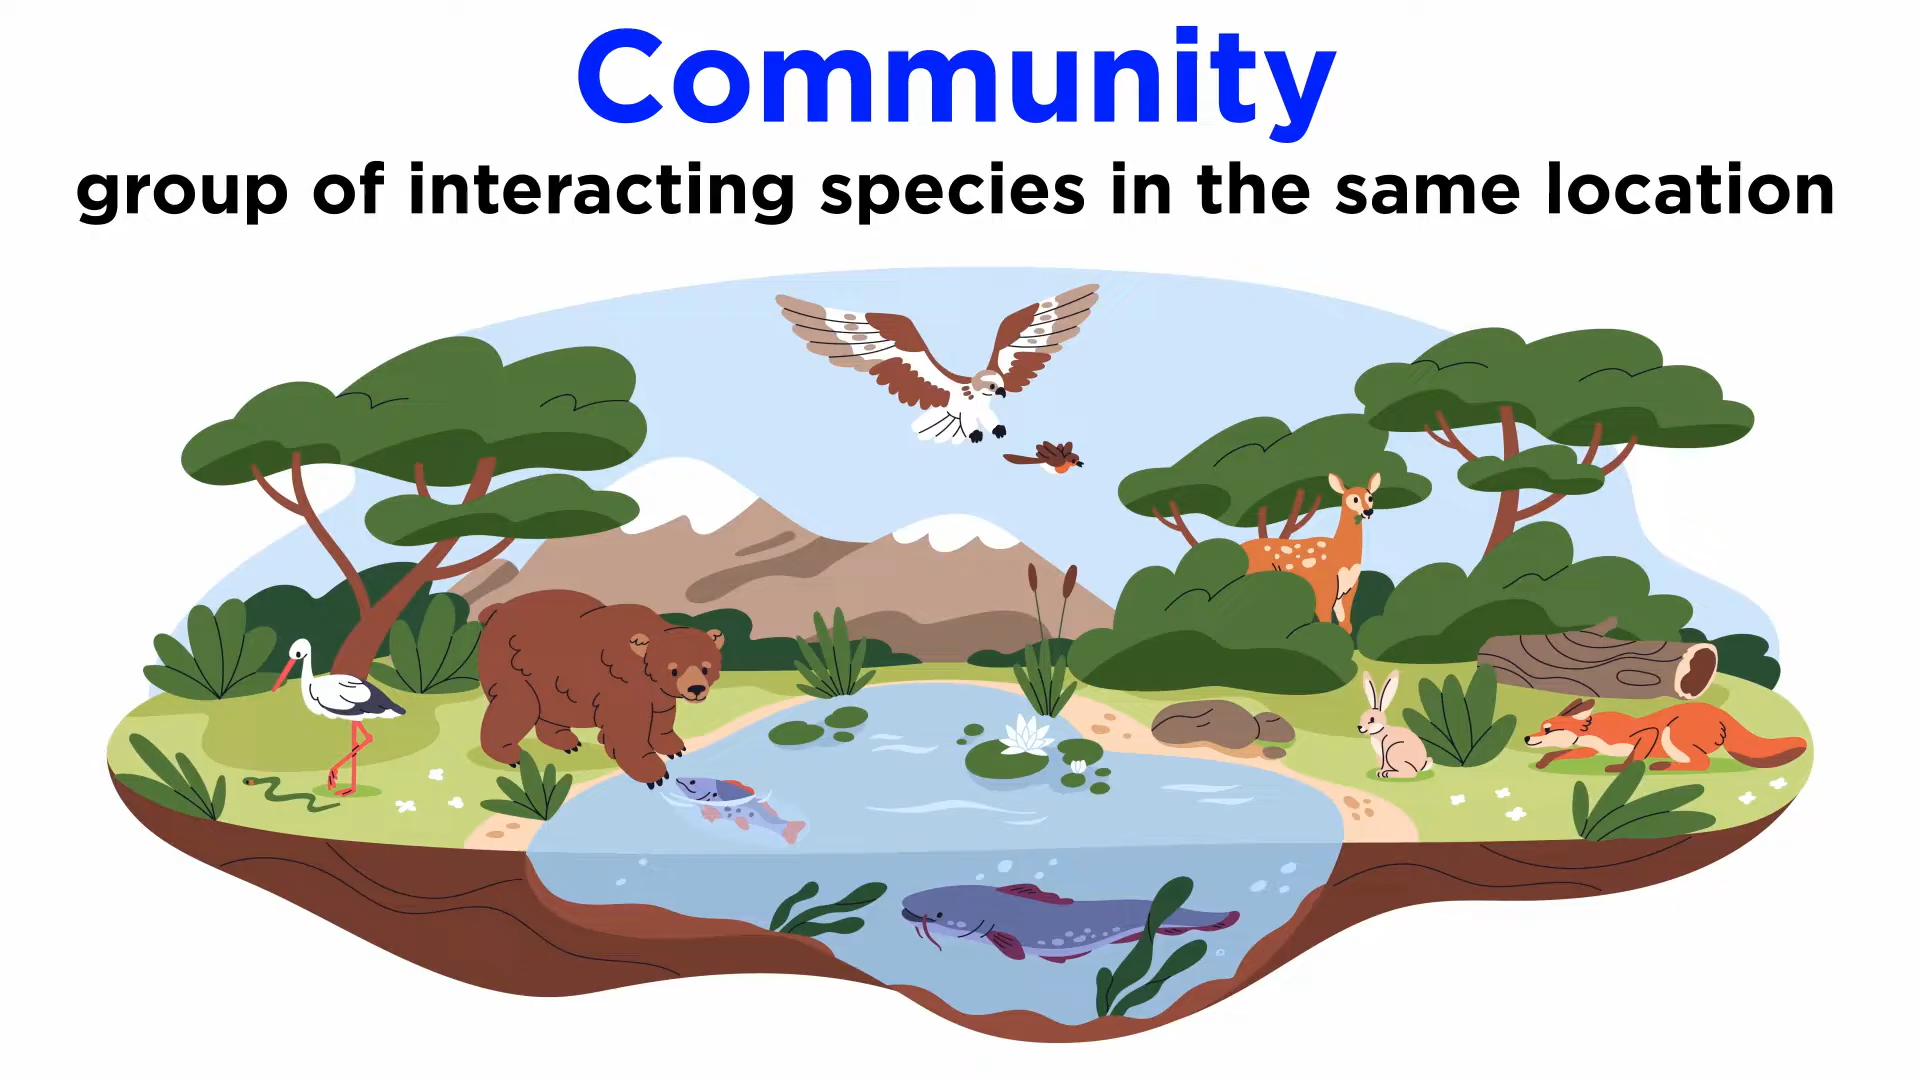 Community
group of interacting species in the same location